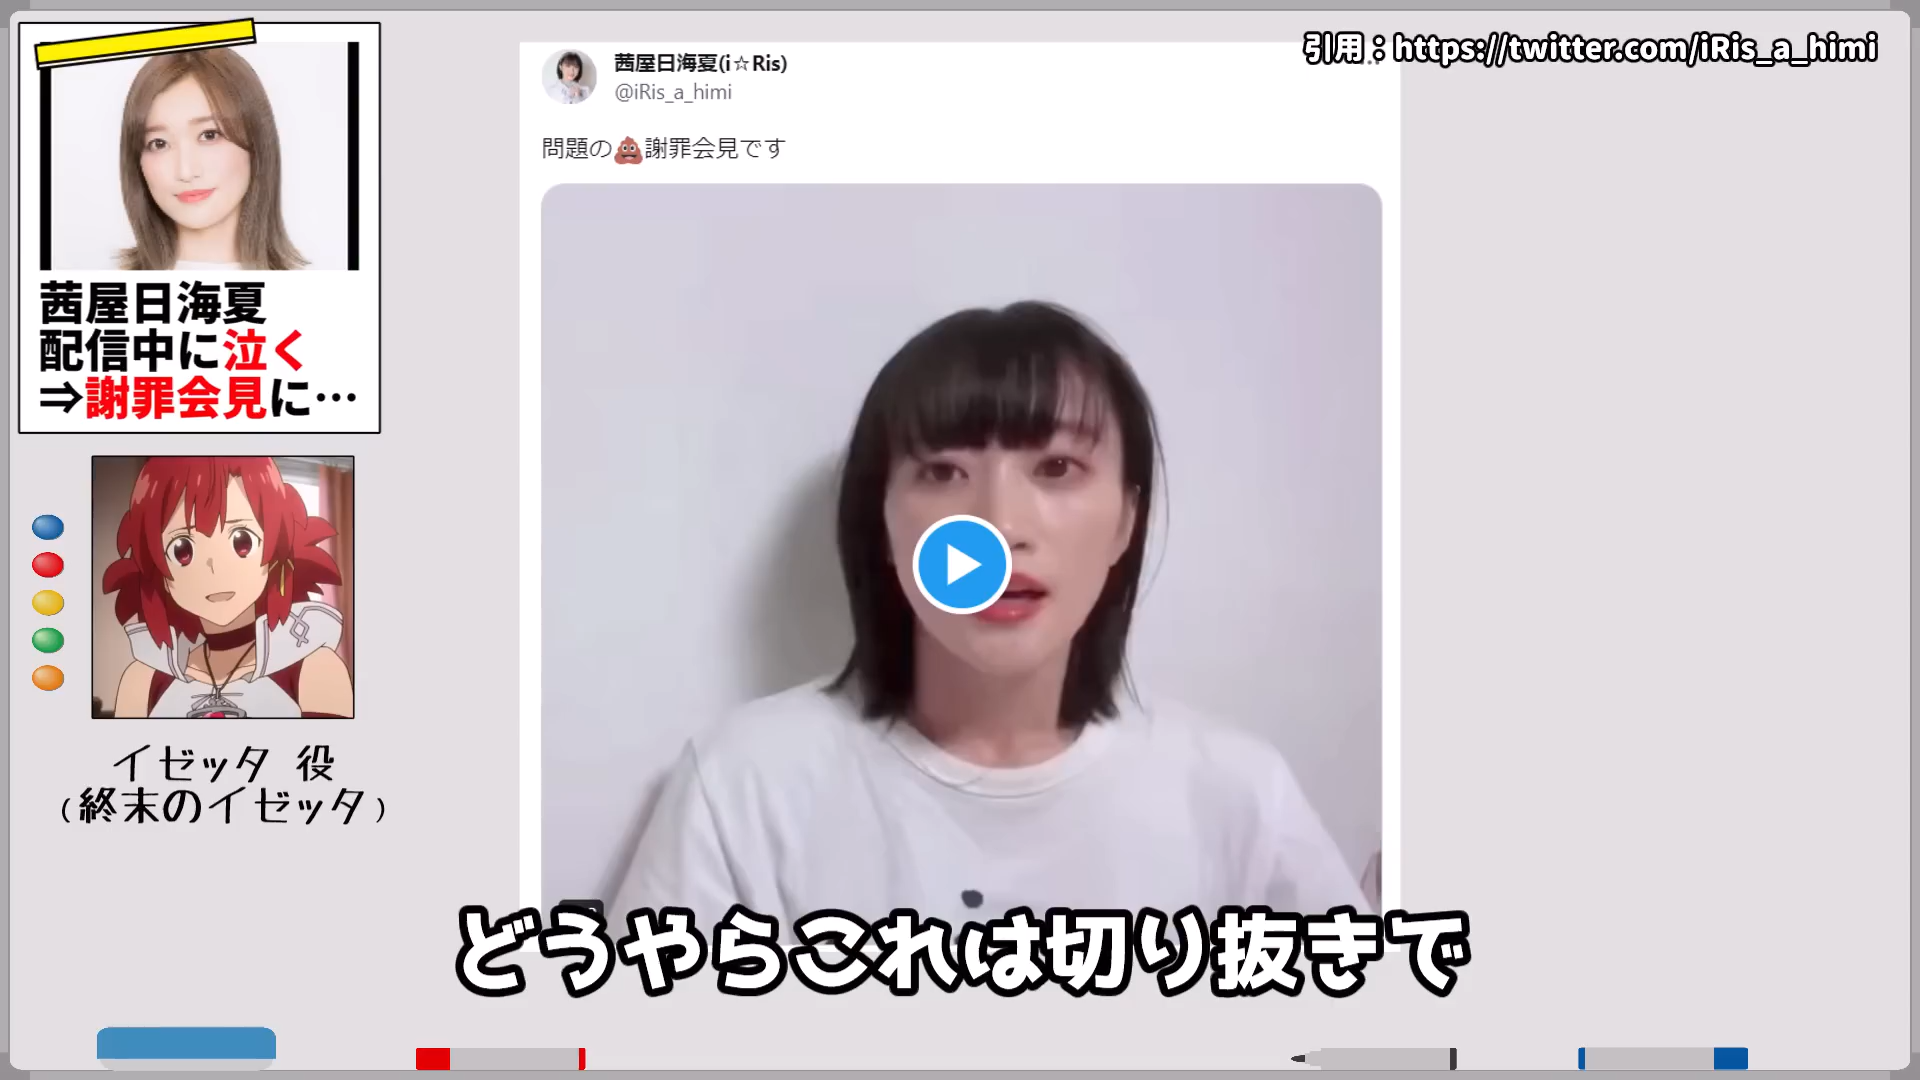 茜屋日海夏
配信中に泣く
⇒謝罪会見に…
イゼッタ 役
(終末のイゼッタ)
引用：https://twitter.com/iRis_a_himi
茜屋日海夏(i☆Ris)
@iRis_a_himi
問題の💩謝罪会見です
どうやらこれは切り抜きで